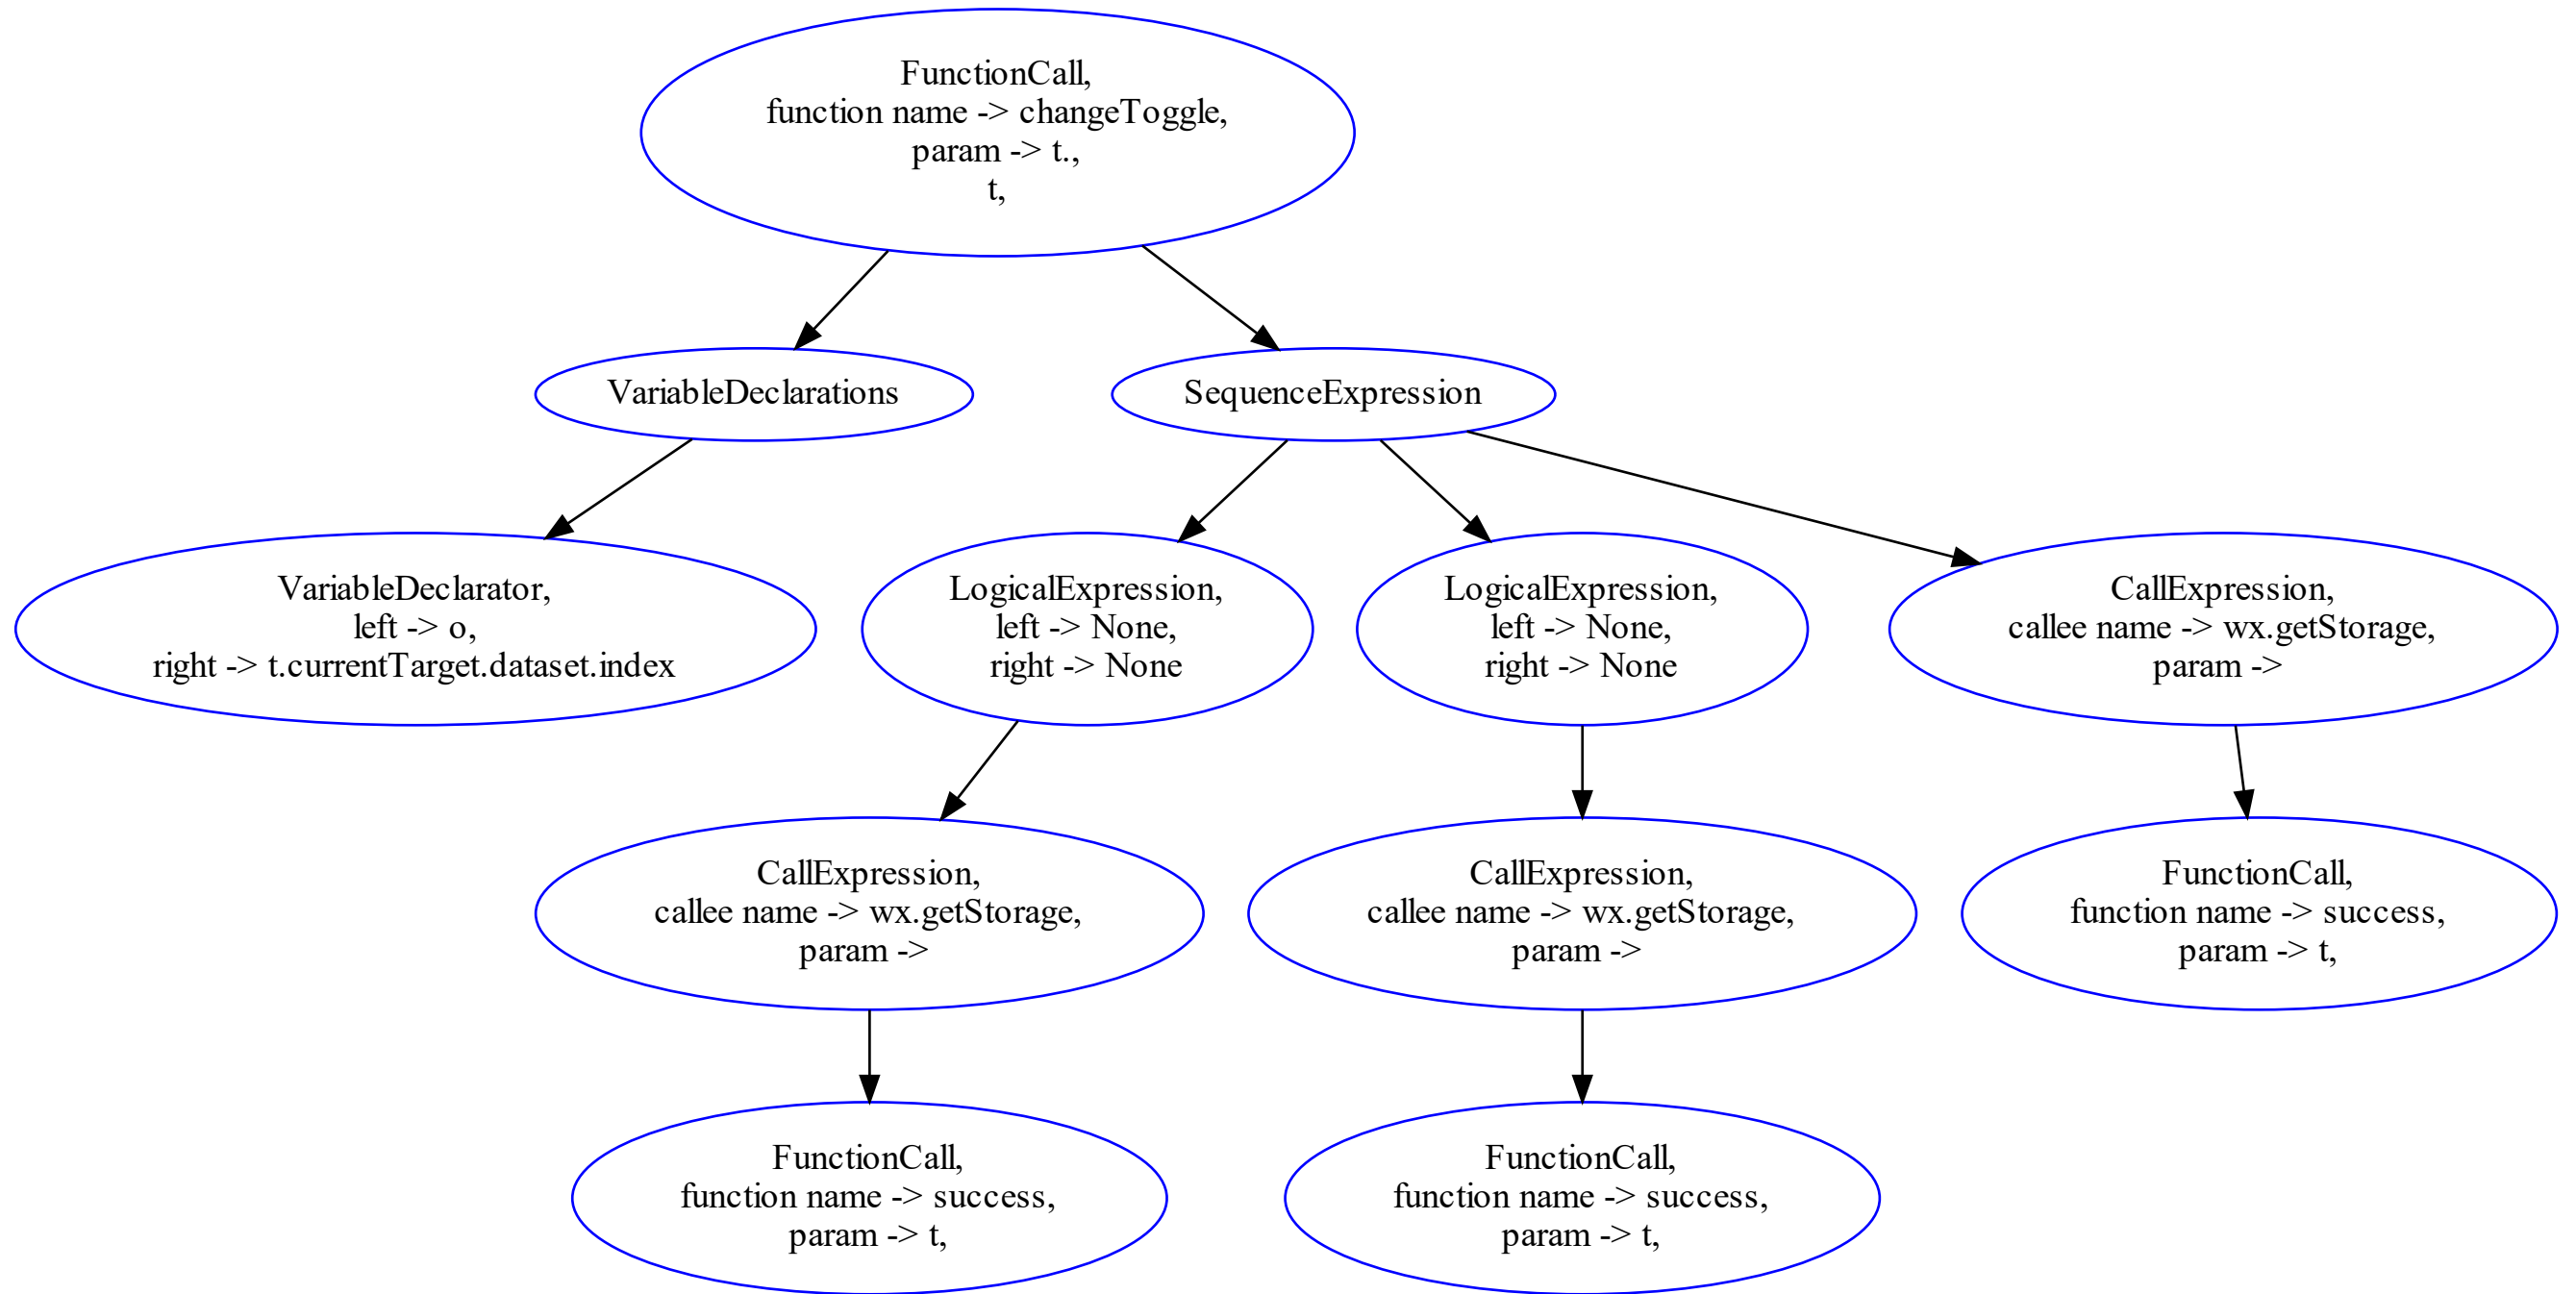 FunctionCall,
function name -> changeToggle,
param -> t.,
t,
VariableDeclarations
SequenceExpression
VariableDeclarator,
left -> o,
right -> t.currentTarget.dataset.index
LogicalExpression,
left -> None,
right -> None
LogicalExpression,
left -> None,
right -> None
CallExpression,
callee name -> wx.getStorage,
param ->
CallExpression,
callee name -> wx.getStorage,
param ->
CallExpression,
callee name -> wx.getStorage,
param ->
FunctionCall,
function name -> success,
param -> t,
FunctionCall,
function name -> success,
param -> t,
FunctionCall,
function name -> success,
param -> t,